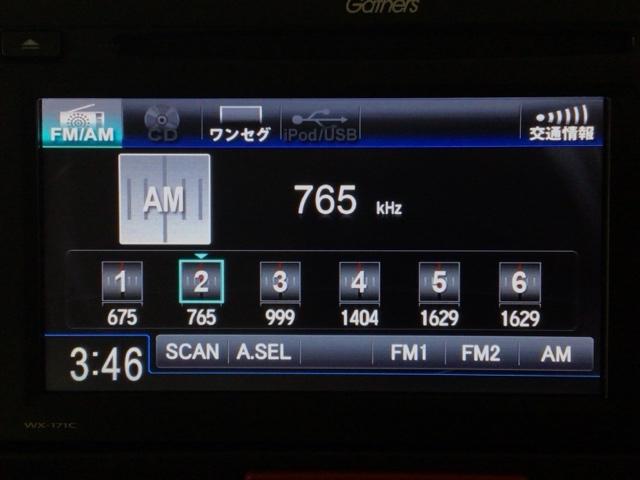 Gathers
FM/AM CD ワンセグ iPod/USB 交通情報
AM 765 kHz
1 2 3 4 5 6
675 765 999 1404 1629 1629
3:46 SCAN A.SEL FM1 FM2 AM
WX-171C